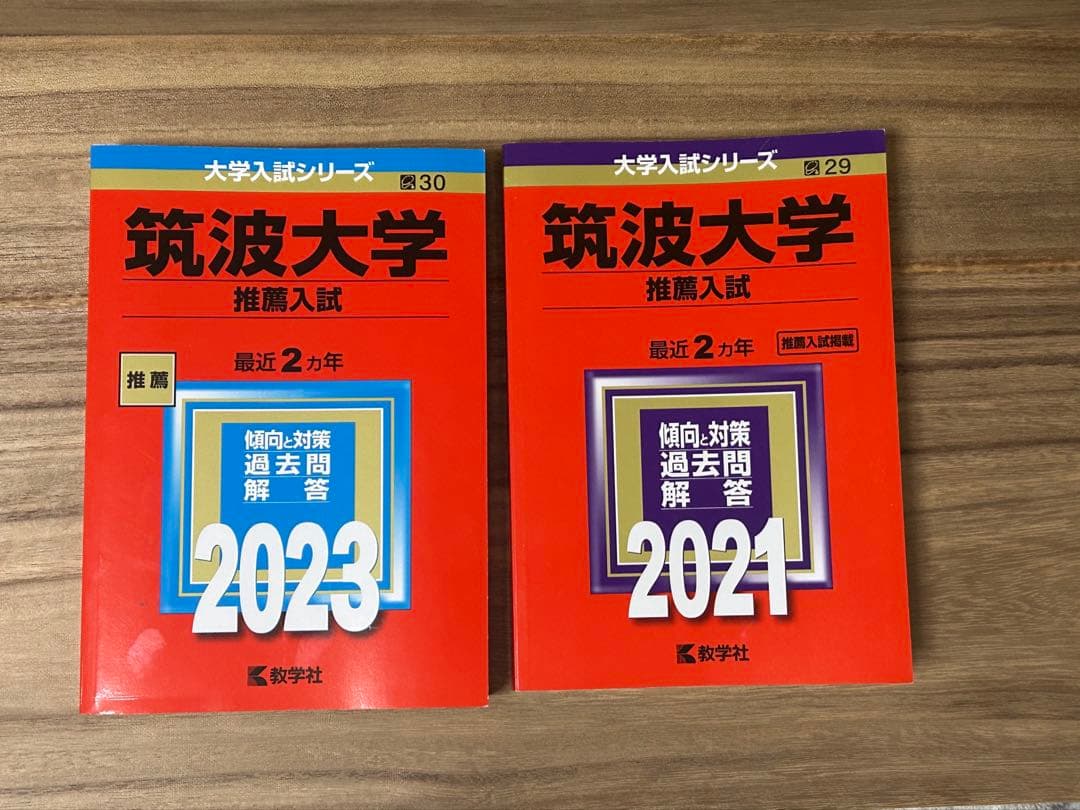 大学入試シリーズ
30
筑波大学
推薦入試
最近2カ年
推薦
傾向と対策
過去問
解答
2023
教学社
大学入試シリーズ
29
筑波大学
推薦入試
最近2カ年
推薦入試掲載
傾向と対策
過去問
解答
2021
教学社